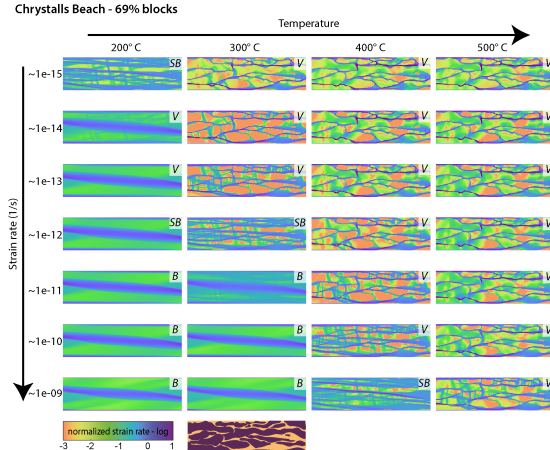 Chrystalls Beach - 69% blocks
Temperature
200° C 300° C 400° C 500° C
Strain rate (1/s)
~1e-15 SB V V V
~1e-14 V V V V
~1e-13 V V V V
~1e-12 SB SB V V
~1e-11 B B V V
~1e-10 B B V V
~1e-09 B B SB V
normalized strain rate - log
-3 -2 -1 0 1